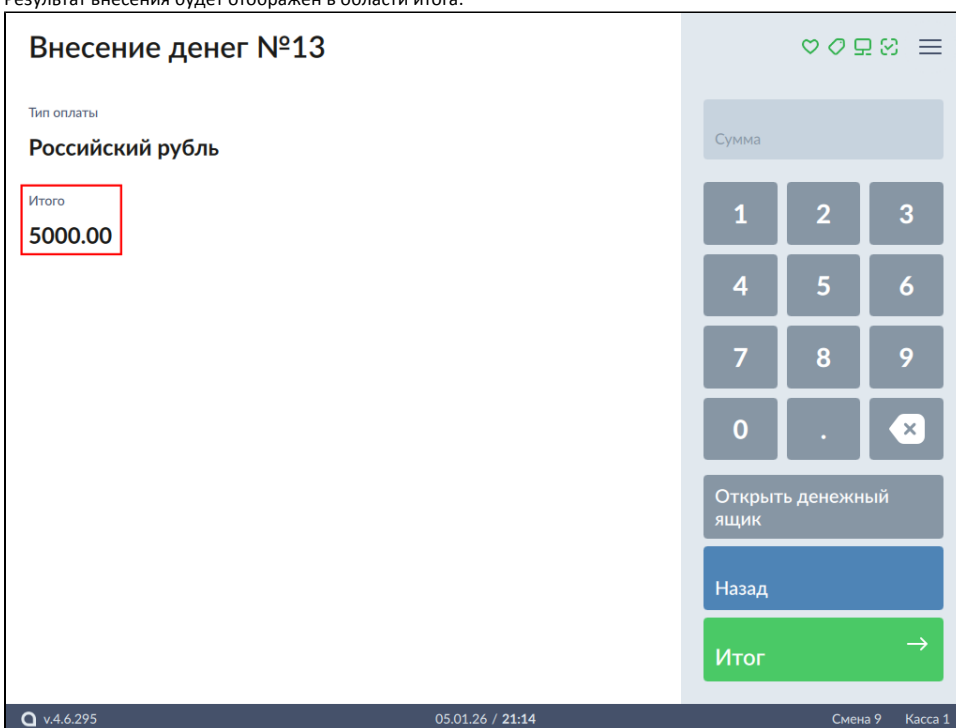 Результат внесения будет отображен в области итога.
Внесение денег №13
Тип оплаты
Российский рубль
Итого
5000.00
Сумма
1 2 3
4 5 6
7 8 9
0 .
Открыть денежный
ящик
Назад
Итог
v.4.6.295 05.01.26 / 21:14 Смена 9 Касса 1